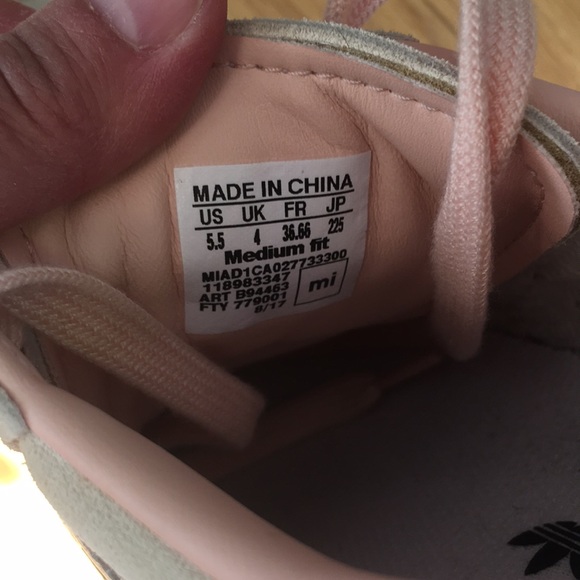 MADE IN CHINA
US UK FR JP
5.5 4 36.66 225
Medium fit
MIAD1CA027733300
118983347
ART B94463
FTY 779001
8/17
mi